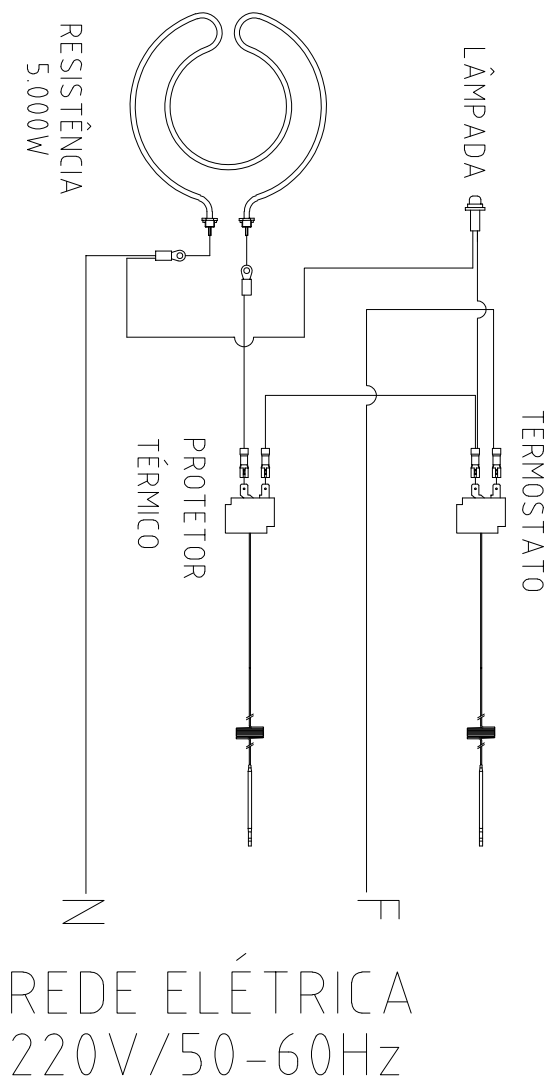 RESISTÊNCIA
5.000W
LÂMPADA
TERMOSTATO
PROTETOR
TÉRMICO
N
F
REDE ELÉTRICA
220V/50-60Hz